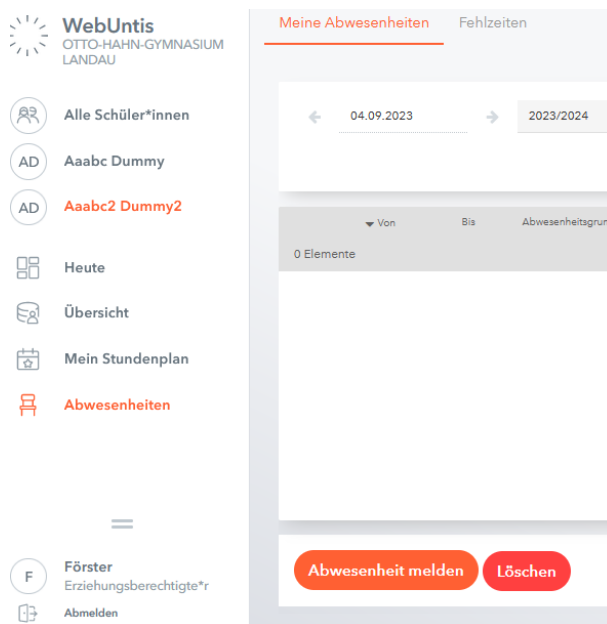 WebUntis
OTTO-HAHN-GYMNASIUM
LANDAU
Alle Schüler*innen
AD
Aaabc Dummy
AD
Aaabc2 Dummy2
Heute
Übersicht
Mein Stundenplan
Abwesenheiten
F
Förster
Erziehungsberechtigte*r
Abmelden
Meine Abwesenheiten Fehlzeiten
04.09.2023 2023/2024
Von Bis Abwesenheitsgrun
0 Elemente
Abwesenheit melden Löschen